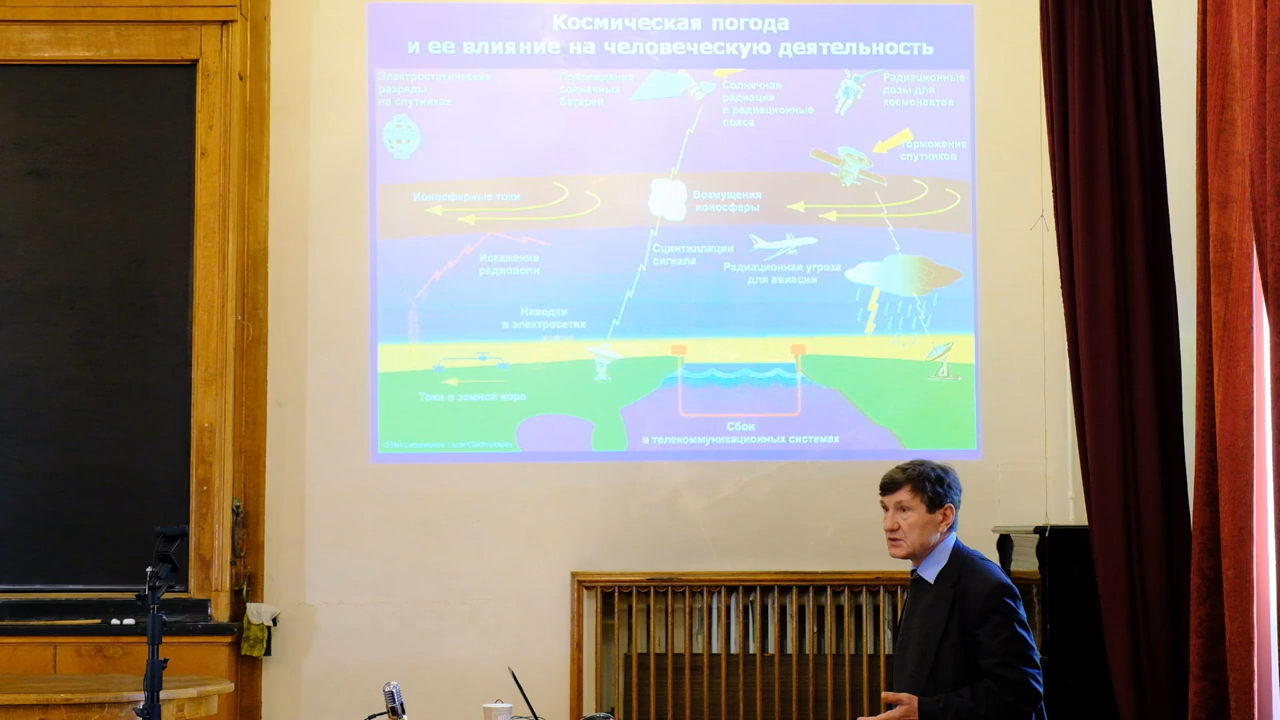 Космическая погода
и ее влияние на человеческую деятельность
Электростатические
разряды
на спутниках
Повреждения
солнечных
батарей
Солнечная
радиация
и радиационные
пояса
Радиационные
дозы для
космонавтов
Торможение
спутников
Ионосферные токи
Возмущения
ионосферы
Искажение
радиоволн
Сцинтилляции
сигнала
Радиационная угроза
для авиации
Наводки
в электросетях
Токи в земной коре
Сбои
в телекоммуникационных системах